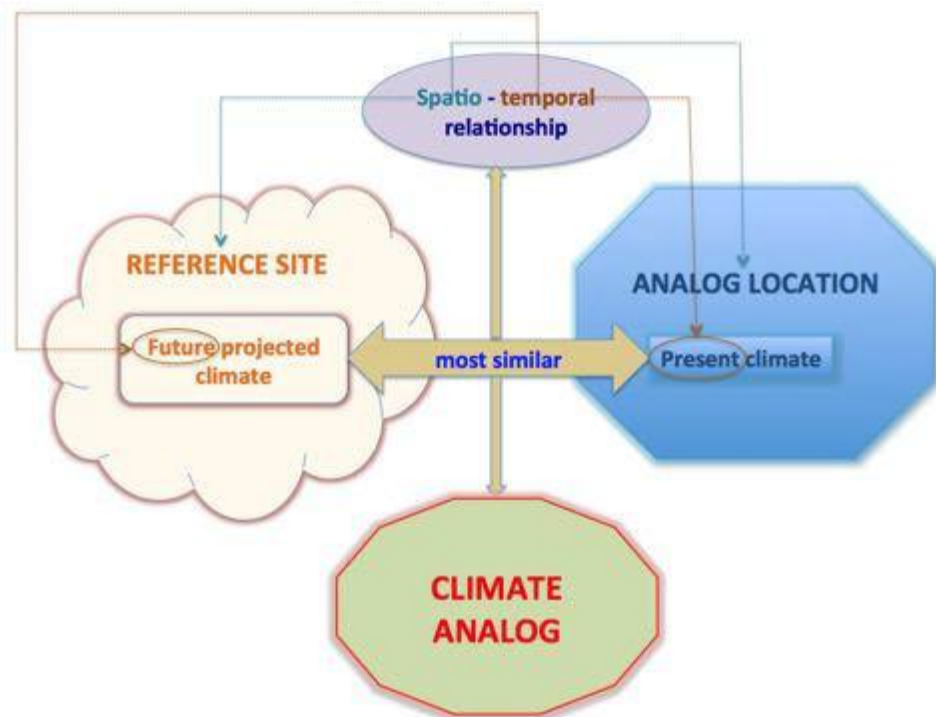 Spatio - temporal
relationship
REFERENCE SITE
Future projected
climate
most similar
ANALOG LOCATION
Present climate
CLIMATE
ANALOG